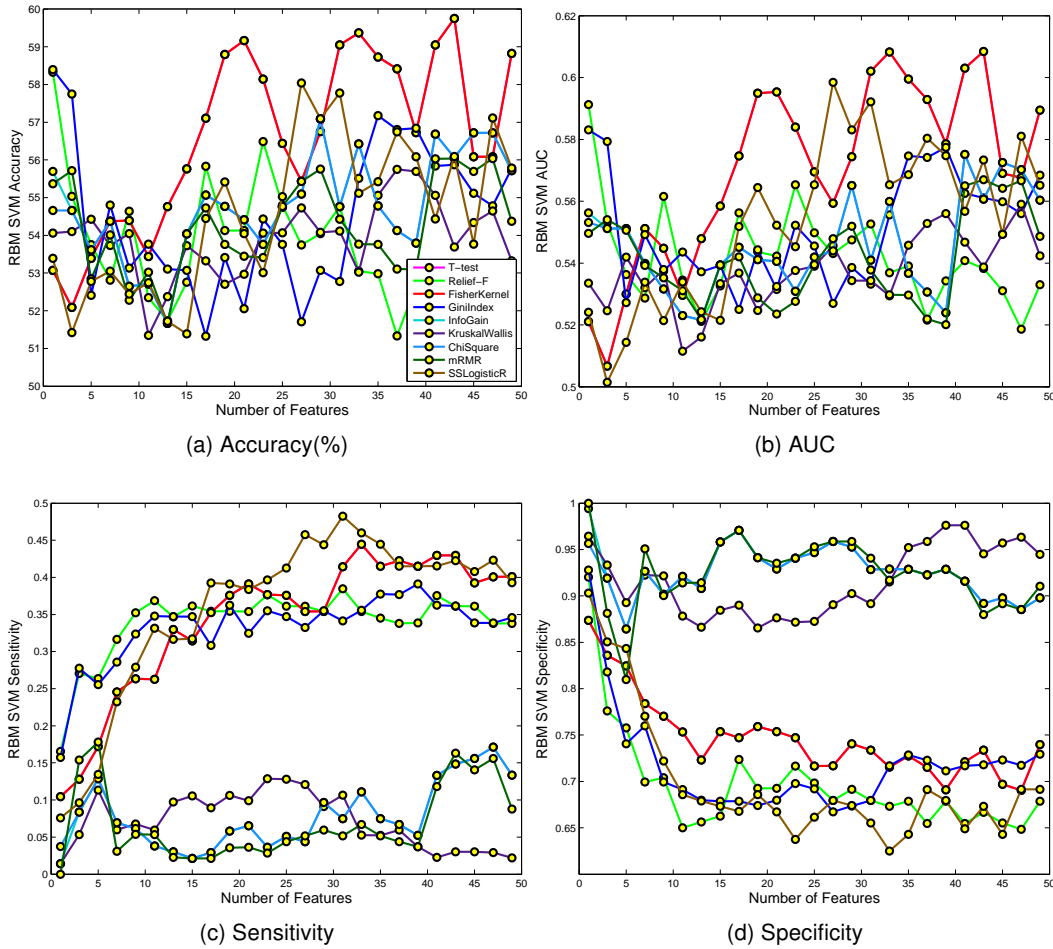 60
59
58
57
56
55
54
53
52
51
50
RBM SVM Accuracy
T-test
Relief-F
FisherKernel
GiniIndex
InfoGain
KruskalWallis
ChiSquare
mRMR
SSLogisticR
0 5 10 15 20 25 30 35 40 45 50
Number of Features
(a) Accuracy(%)
0.62
0.6
0.58
0.56
0.54
0.52
0.5
RBM SVM AUC
0 5 10 15 20 25 30 35 40 45 50
Number of Features
(b) AUC
0.5
0.45
0.4
0.35
0.3
0.25
0.2
0.15
0.1
0.05
0
RBM SVM Sensitivity
0 5 10 15 20 25 30 35 40 45 50
Number of Features
(c) Sensitivity
1
0.95
0.9
0.85
0.8
0.75
0.7
0.65
RBM SVM Specificity
0 5 10 15 20 25 30 35 40 45 50
Number of Features
(d) Specificity